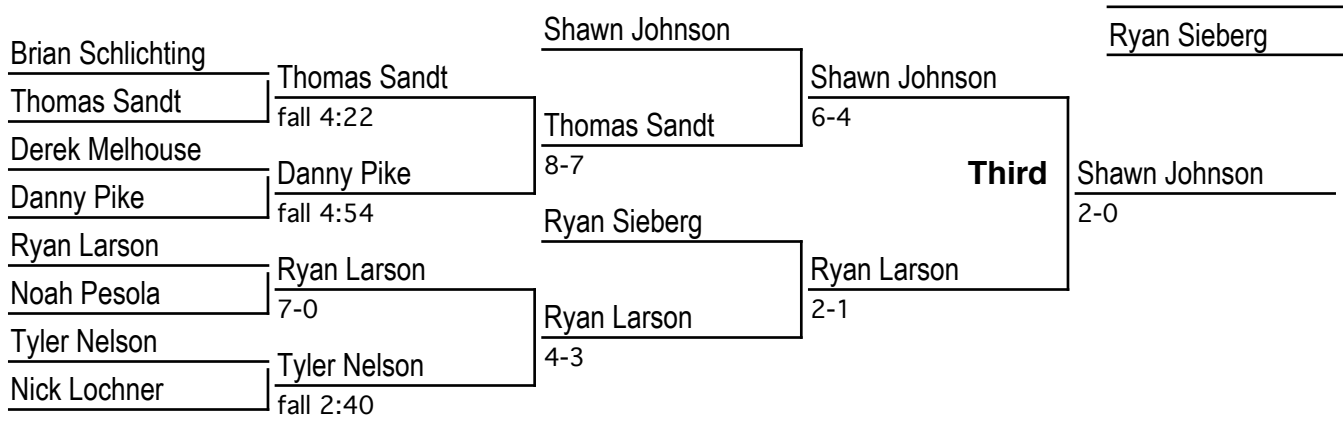 Brian Schlichting
Thomas Sandt
Derek Melhouse
Danny Pike
Ryan Larson
Noah Pesola
Tyler Nelson
Nick Lochner
Thomas Sandt
fall 4:22
Danny Pike
fall 4:54
Ryan Larson
7-0
Tyler Nelson
fall 2:40
Shawn Johnson
Thomas Sandt
8-7
Ryan Sieberg
Ryan Larson
4-3
Shawn Johnson
6-4
Ryan Larson
2-1
Third
Shawn Johnson
2-0
Ryan Sieberg